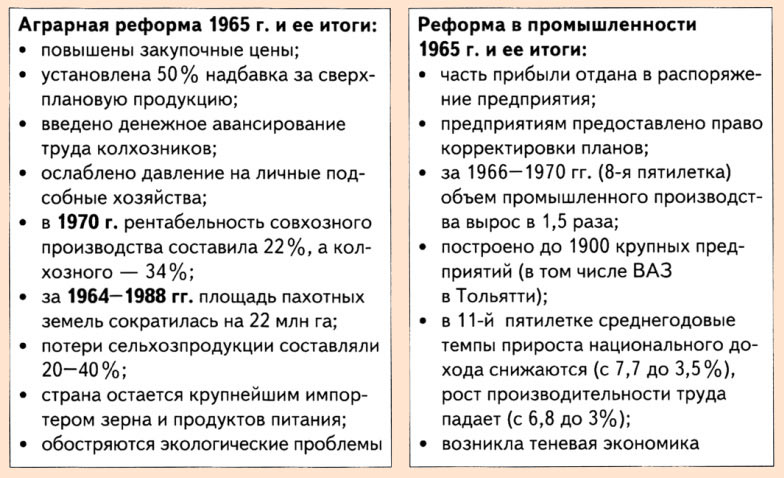 Аграрная реформа 1965 г. и ее итоги:
• повышены закупочные цены;
• установлена 50% надбавка за сверх-
плановую продукцию;
• введено денежное авансирование
труда колхозников;
• ослаблено давление на личные под-
собные хозяйства;
• в 1970 г. рентабельность совхозного
производства составила 22%, а кол-
хозного — 34%;
• за 1964—1988 гг. площадь пахотных
земель сократилась на 22 млн га;
• потери сельхозпродукции составляли
20—40%;
• страна остается крупнейшим импор-
тером зерна и продуктов питания;
• обостряются экологические проблемы
Реформа в промышленности
1965 г. и ее итоги:
• часть прибыли отдана в распоряже-
ние предприятия;
• предприятиям предоставлено право
корректировки планов;
• за 1966—1970 гг. (8-я пятилетка)
объем промышленного производст-
ва вырос в 1,5 раза;
• построено до 1900 крупных пред-
приятий (в том числе ВАЗ
в Тольятти);
• в 11-й пятилетке среднегодовые
темпы прироста национального до-
хода снижаются (с 7,7 до 3,5%),
рост производительности труда
падает (с 6,8 до 3%);
• возникла теневая экономика